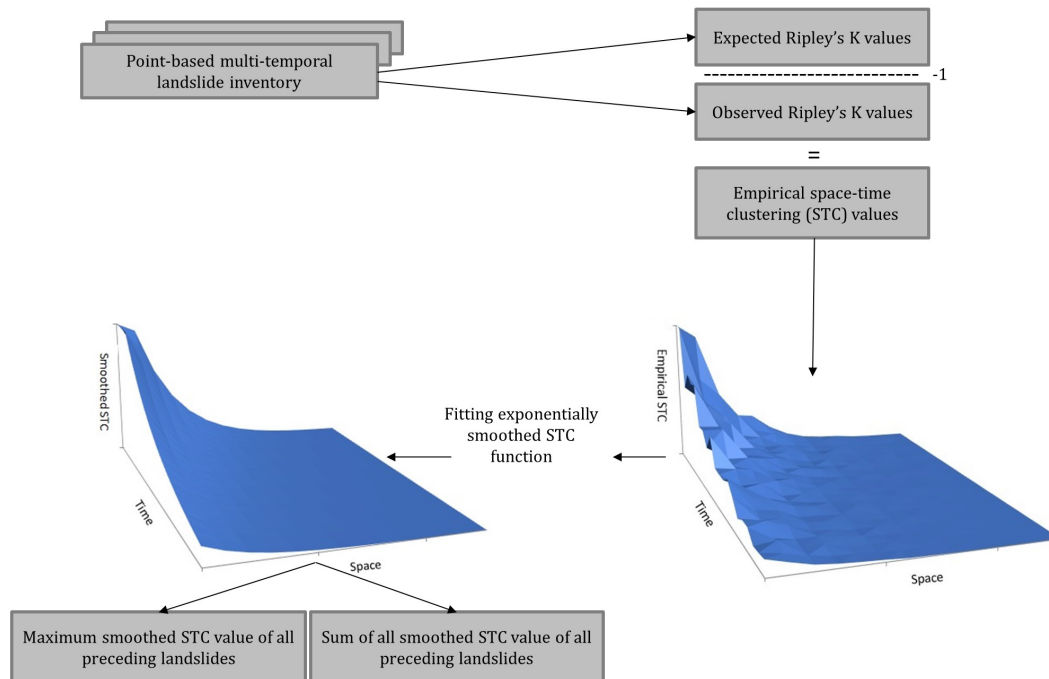 Point-based multi-temporal
landslide inventory
Expected Ripley's K values
-------------------------- -1
Observed Ripley's K values
=
Empirical space-time
clustering (STC) values
Smoothed STC
Time
Space
Fitting exponentially
smoothed STC
function
Empirical STC
Time
Space
Maximum smoothed STC value of all
preceding landslides
Sum of all smoothed STC value of all
preceding landslides